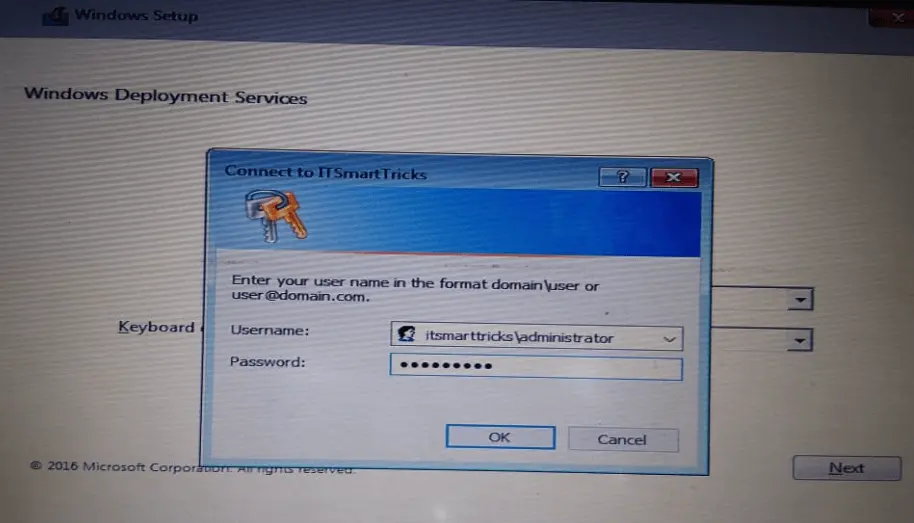 Windows Setup
Windows Deployment Services
Connect to ITSmartTricks
Enter your user name in the format domain\user or
user@domain.com.
Keyboard
Username:
itsmarttricks\administrator
Password:
OK
Cancel
© 2016 Microsoft Corporation. All rights reserved.
Next